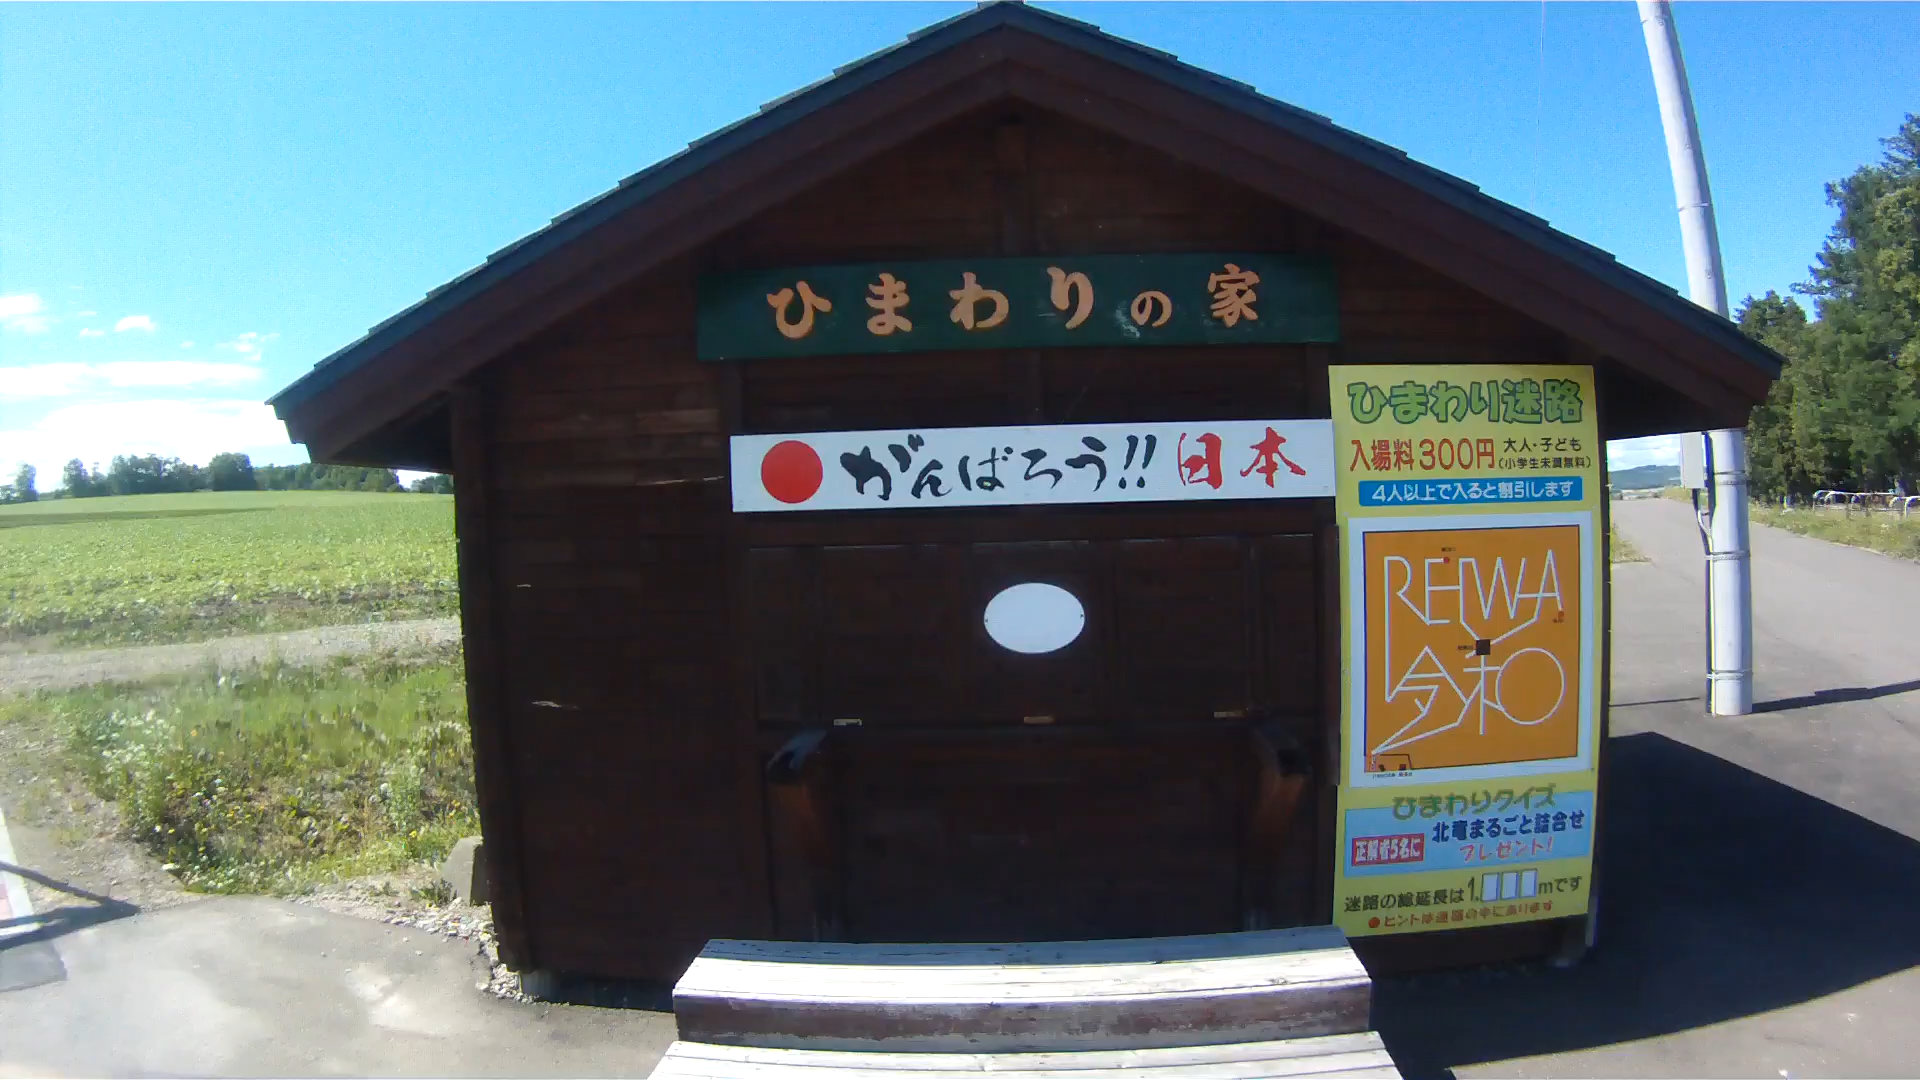 ひまわりの家
がんばろう!! 日本
ひまわり迷路
入場料300円 大人・子ども
(小学生未満無料)
4人以上で入ると割引します
REIWA
令和
ひまわりクイズ
北竜まるごと詰合せ
正解者5名に プレゼント!
迷路の総延長は1,□□□mです
●ヒントは迷路の中にあります